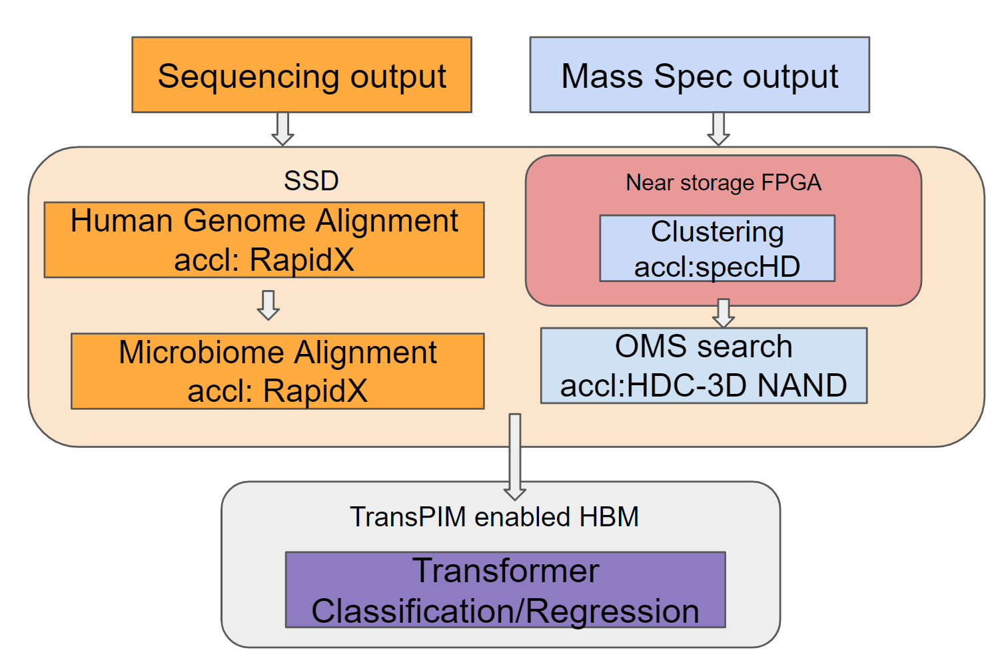 Sequencing output
Mass Spec output
SSD
Human Genome Alignment
accl: RapidX
Microbiome Alignment
accl: RapidX
Near storage FPGA
Clustering
accl:specHD
OMS search
accl:HDC-3D NAND
TransPIM enabled HBM
Transformer
Classification/Regression